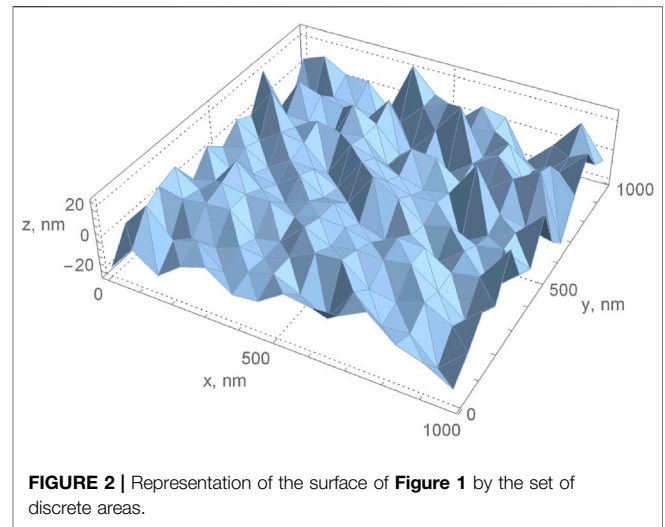 20
z, nm
0
−20
0
500
x, nm
1000
0
500
y, nm
1000
FIGURE 2 | Representation of the surface of Figure 1 by the set of
discrete areas.